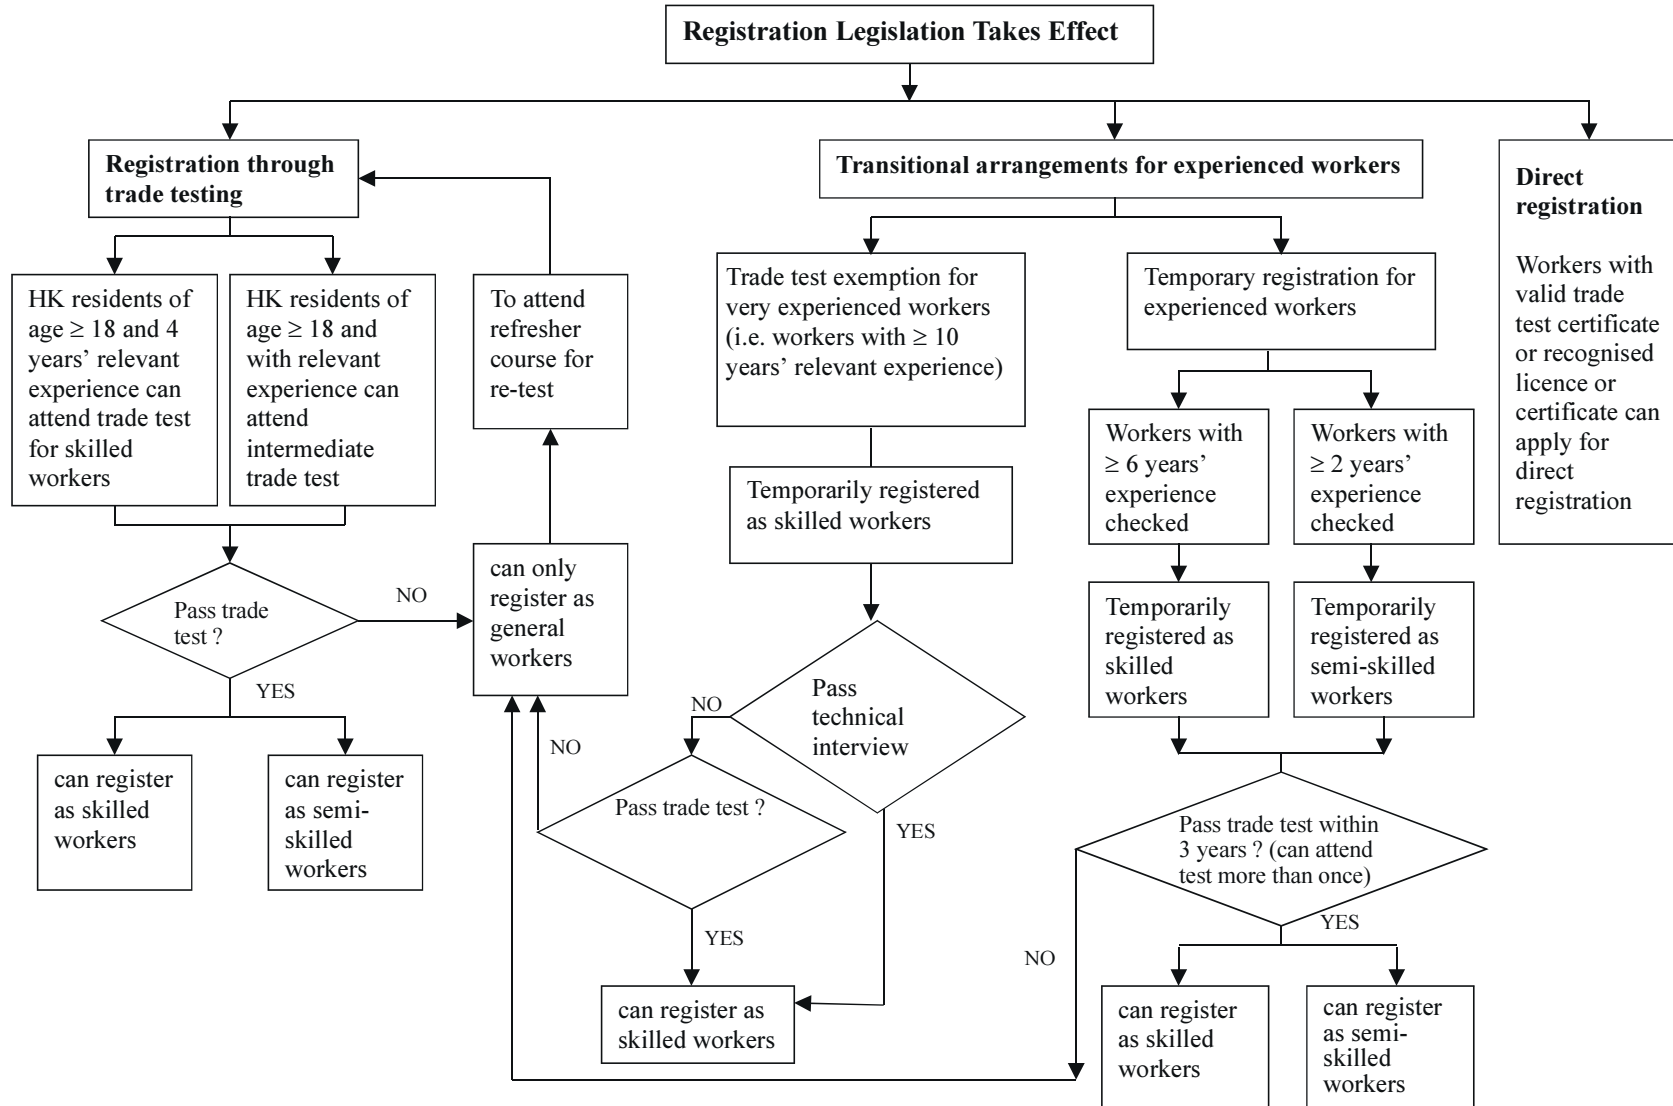 Registration Legislation Takes Effect
Registration through
trade testing
HK residents of
age ≥ 18 and 4
years’ relevant
experience can
attend trade test
for skilled
workers
HK residents of
age ≥ 18 and
with relevant
experience can
attend
intermediate
trade test
Pass trade
test ?
NO
YES
can register
as skilled
workers
can register
as semi-
skilled
workers
To attend
refresher
course for
re-test
can only
register as
general
workers
Transitional arrangements for experienced workers
Trade test exemption for
very experienced workers
(i.e. workers with ≥ 10
years’ relevant experience)
Temporarily registered
as skilled workers
Pass
technical
interview
NO
YES
Pass trade test ?
NO
YES
can register as
skilled workers
Temporary registration for
experienced workers
Workers with
≥ 6 years’
experience
checked
Workers with
≥ 2 years’
experience
checked
Temporarily
registered as
skilled
workers
Temporarily
registered as
semi-skilled
workers
Pass trade test within
3 years ? (can attend
test more than once)
YES
NO
can register
as skilled
workers
can register
as semi-
skilled
workers
Direct
registration
Workers with
valid trade
test certificate
or recognised
licence or
certificate can
apply for
direct
registration